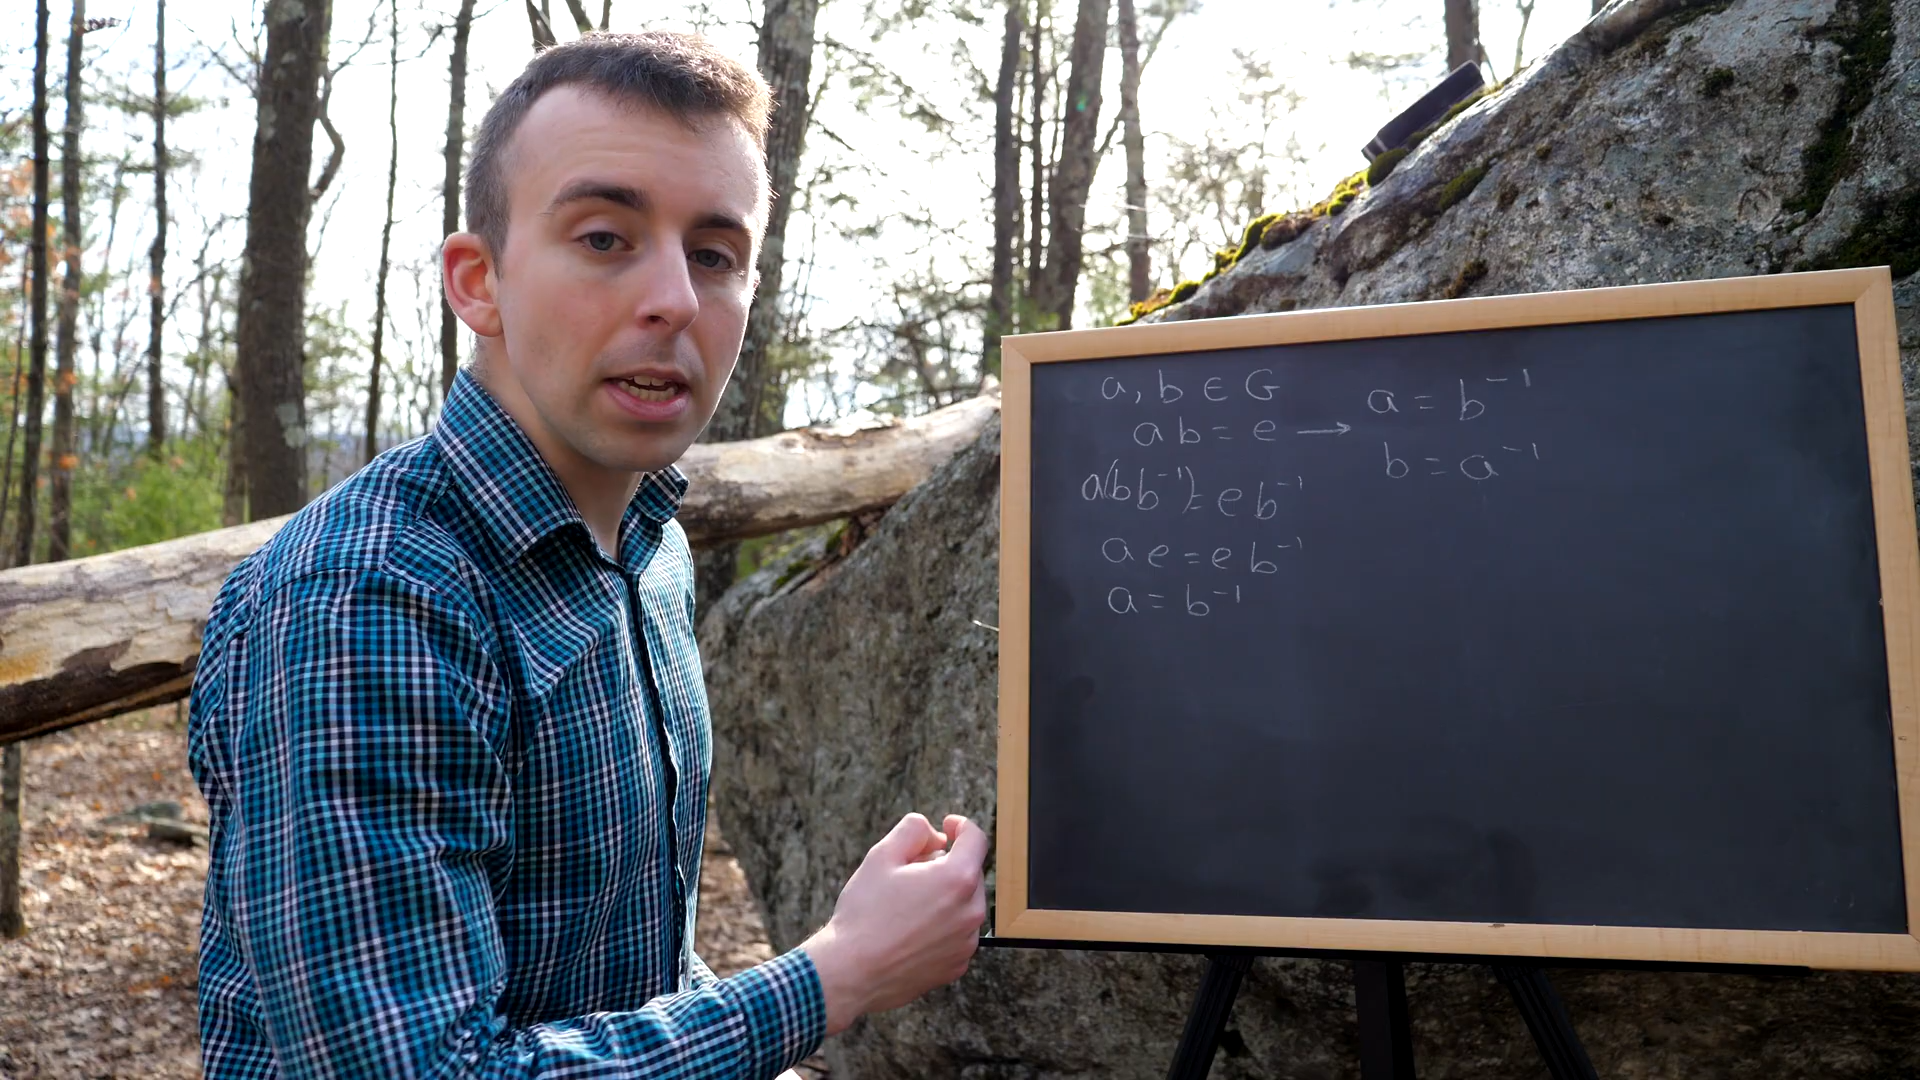 a, b ∈ G
ab = e → a = b⁻¹
b = a⁻¹
a(bb⁻¹) = eb⁻¹
ae = eb⁻¹
a = b⁻¹